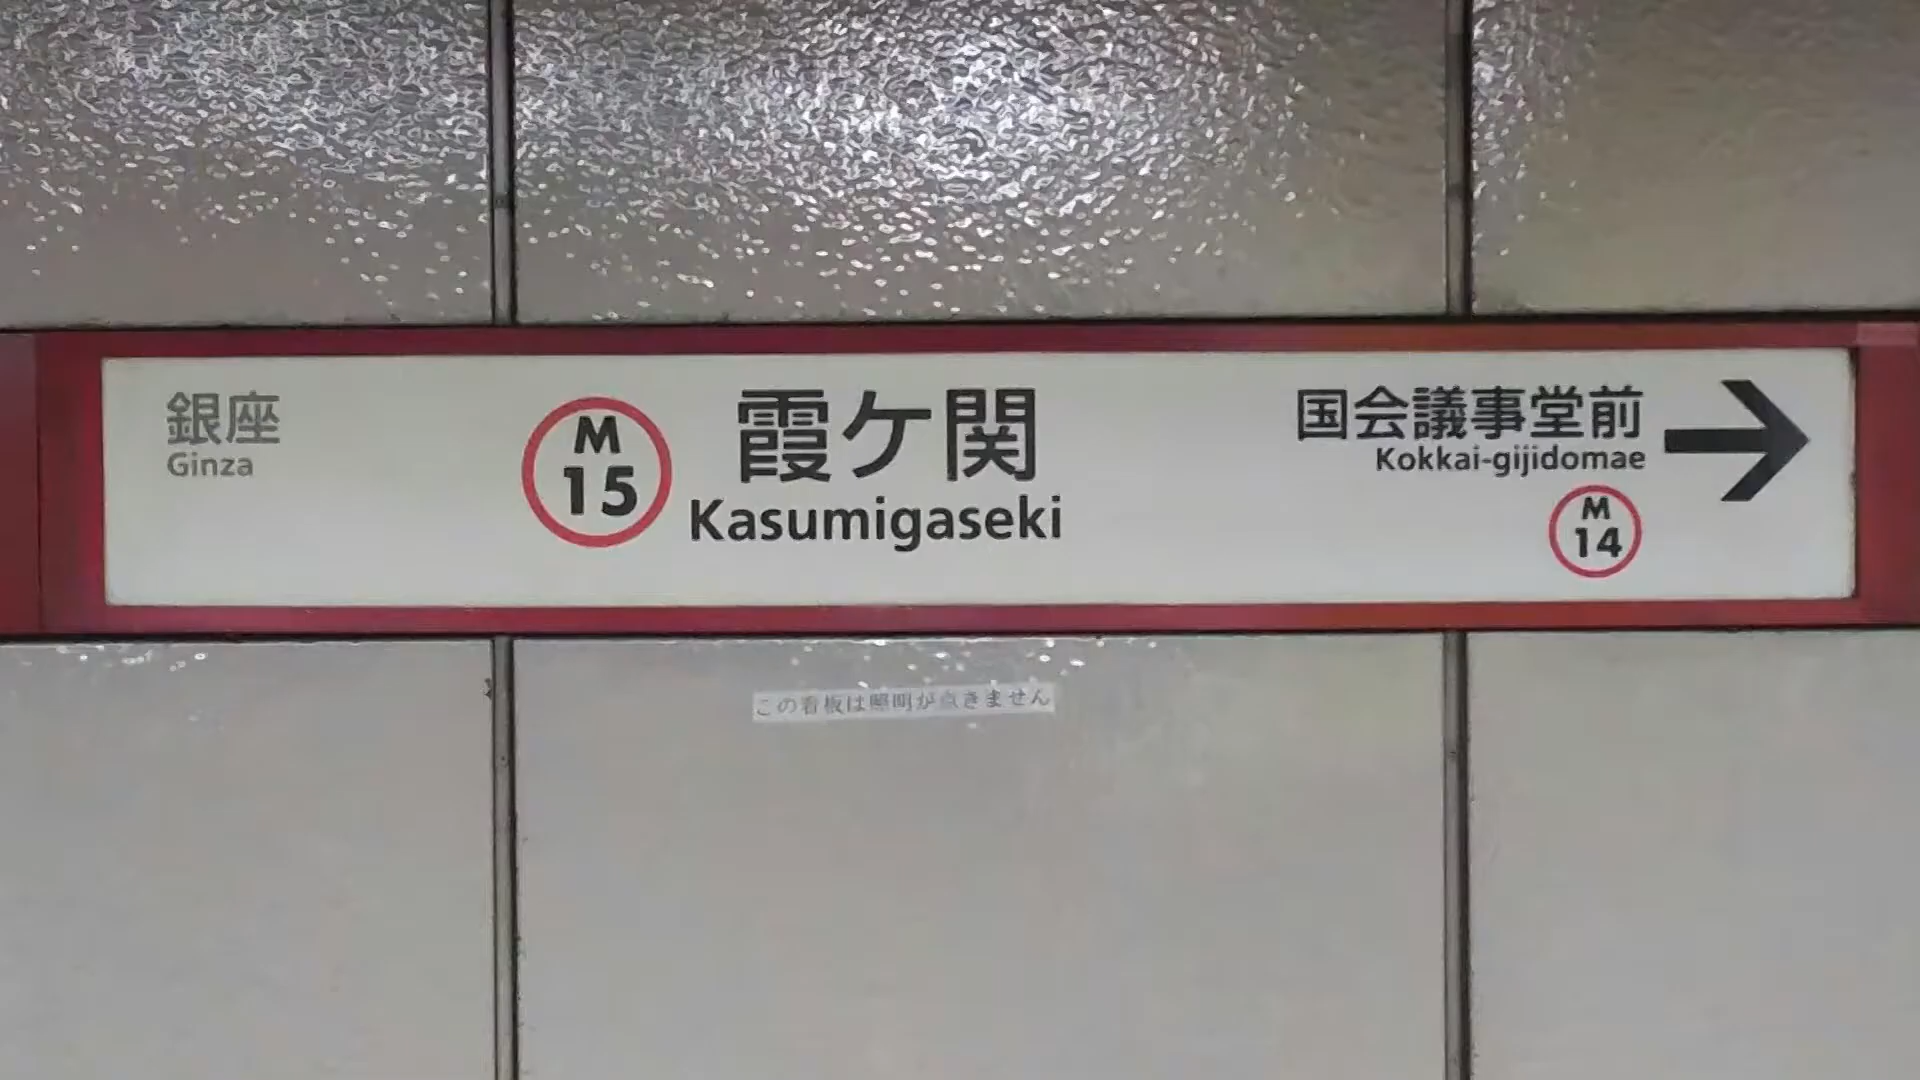 銀座
Ginza
M
15
霞ケ関
Kasumigaseki
国会議事堂前
Kokkai-gijidomae
M
14
この看板は照明が点きません